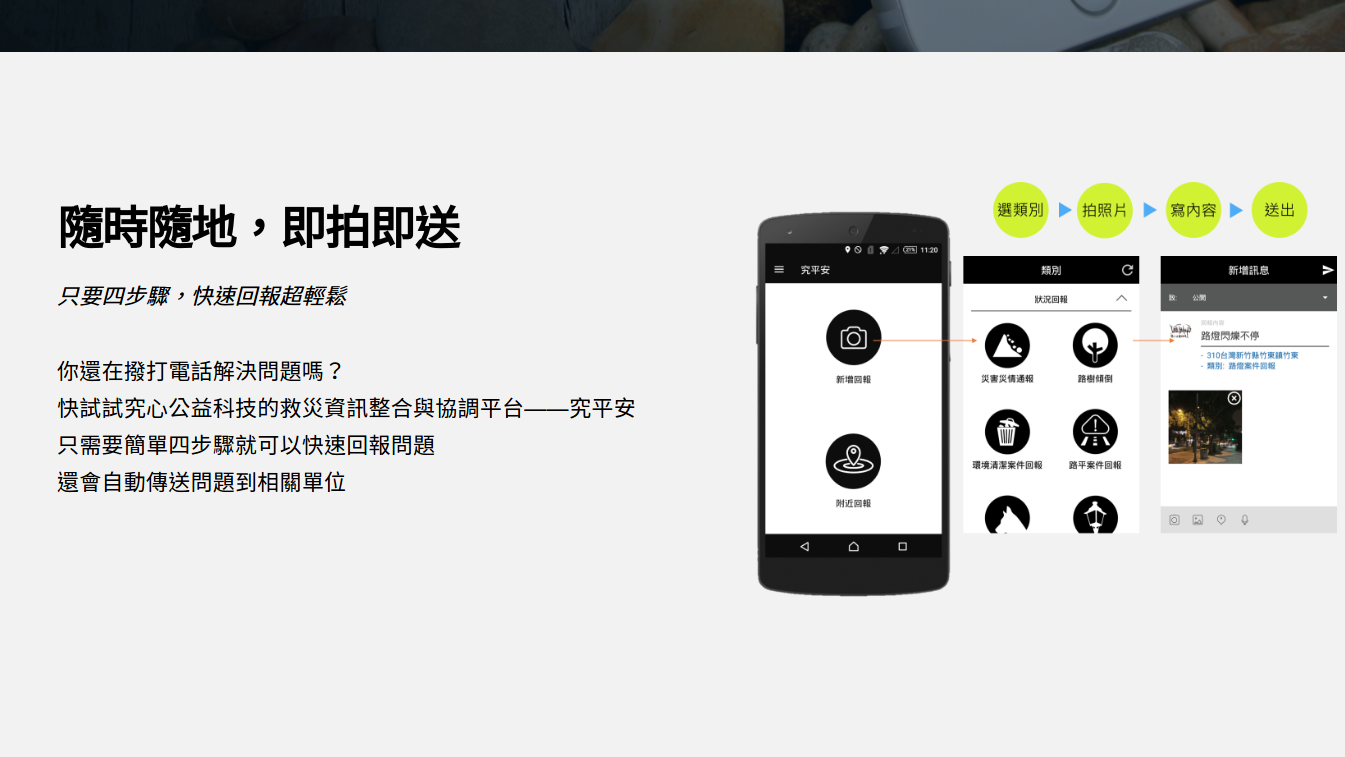 隨時隨地，即拍即送
只要四步驟，快速回報超輕鬆
你還在撥打電話解決問題嗎？
快試試究心公益科技的救災資訊整合與協調平台——究平安
只需要簡單四步驟就可以快速回報問題
還會自動傳送問題到相關單位
選類別
拍照片
寫內容
送出
11:20
究平安
新增回報
附近回報
類別
狀況回報
災害災情通報
路樹傾倒
環境清潔案件回報
路平案件回報
新增訊息
致: 公開
路燈閃爍不停
· 310台灣新竹縣竹東鎮竹東
· 類別: 路燈案件回報